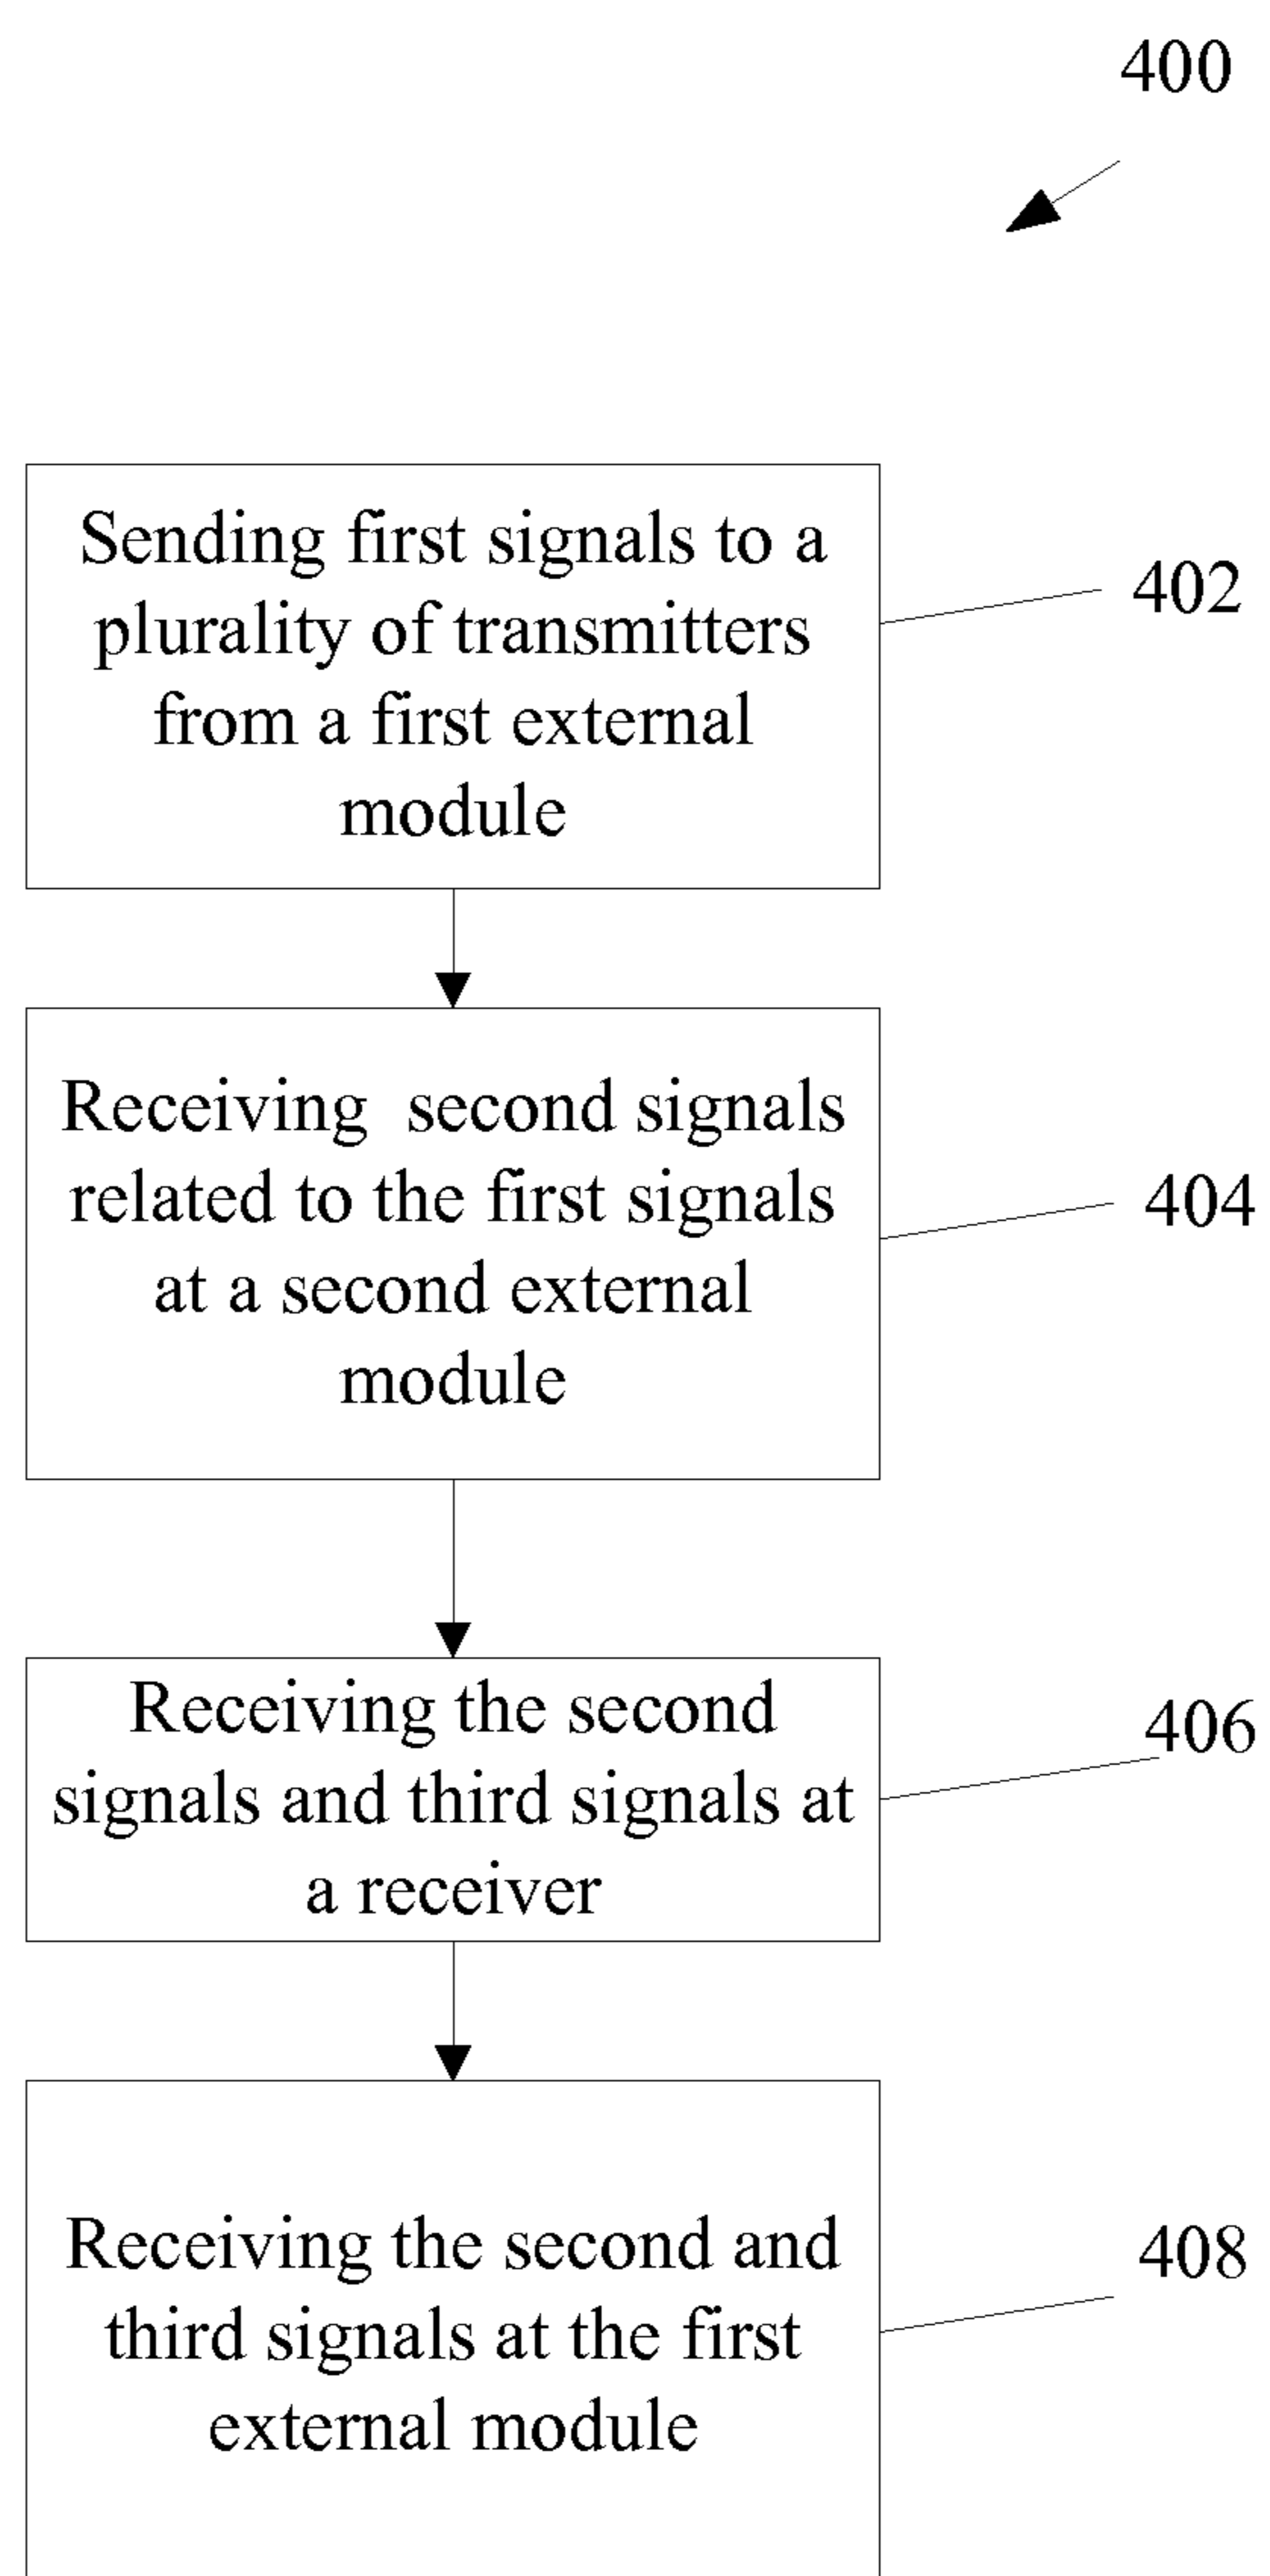 400
Sending first signals to a
plurality of transmitters
from a first external
module
402
Receiving second signals
related to the first signals
at a second external
module
404
Receiving the second
signals and third signals at
a receiver
406
Receiving the second and
third signals at the first
external module
408